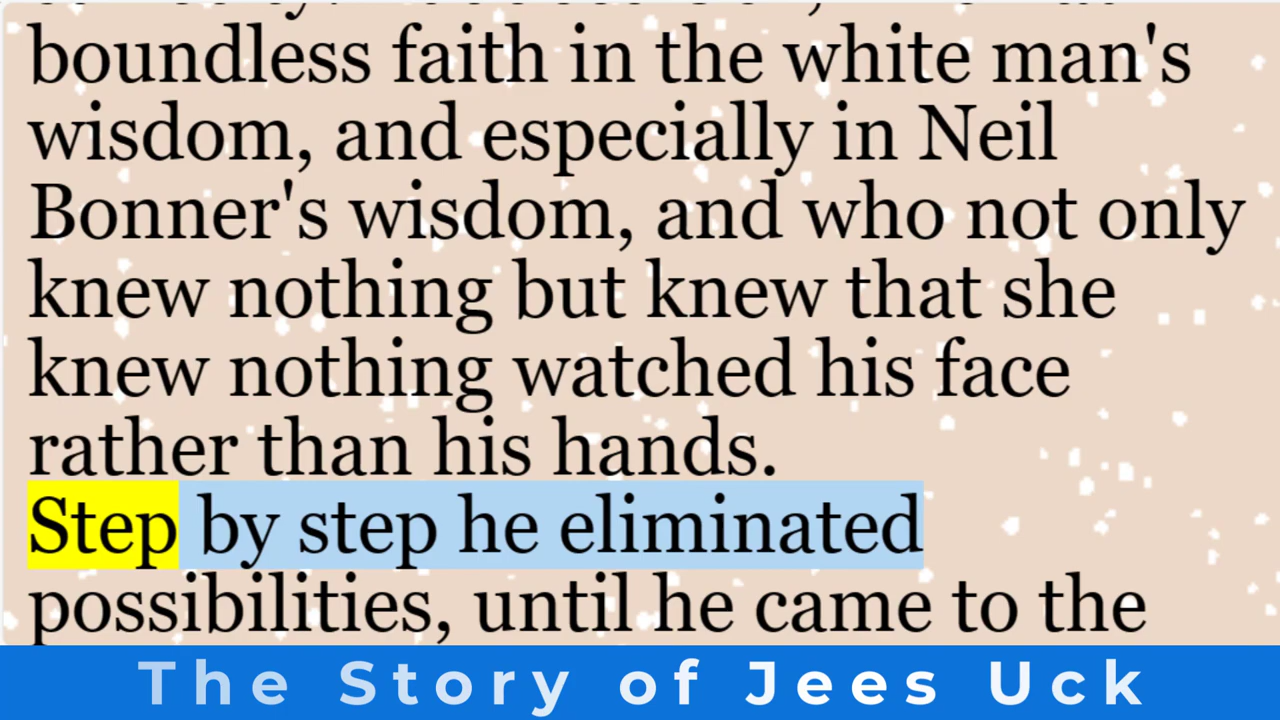 boundless faith in the white man's
wisdom, and especially in Neil
Bonner's wisdom, and who not only
knew nothing but knew that she
knew nothing watched his face
rather than his hands.
Step by step he eliminated
possibilities, until he came to the
The Story of Jees Uck